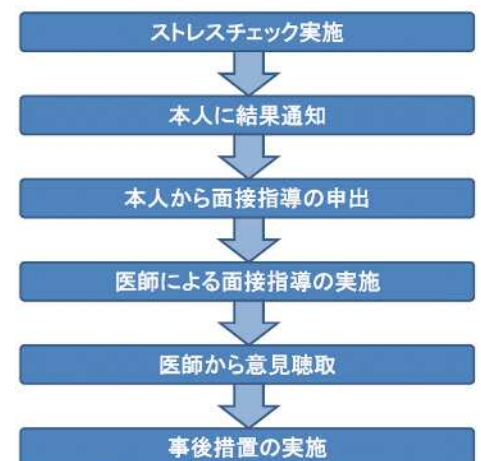 ストレスチェック実施
本人に結果通知
本人から面接指導の申出
医師による面接指導の実施
医師から意見聴取
事後措置の実施